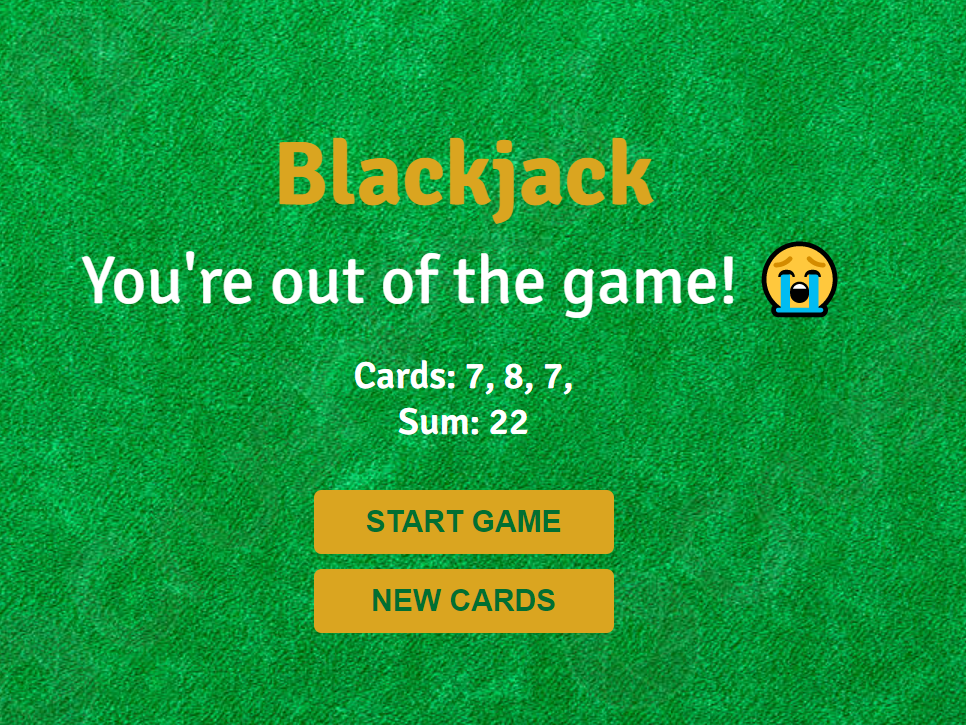 Blackjack
You're out of the game! 😭
Cards: 7, 8, 7,
Sum: 22
START GAME
NEW CARDS